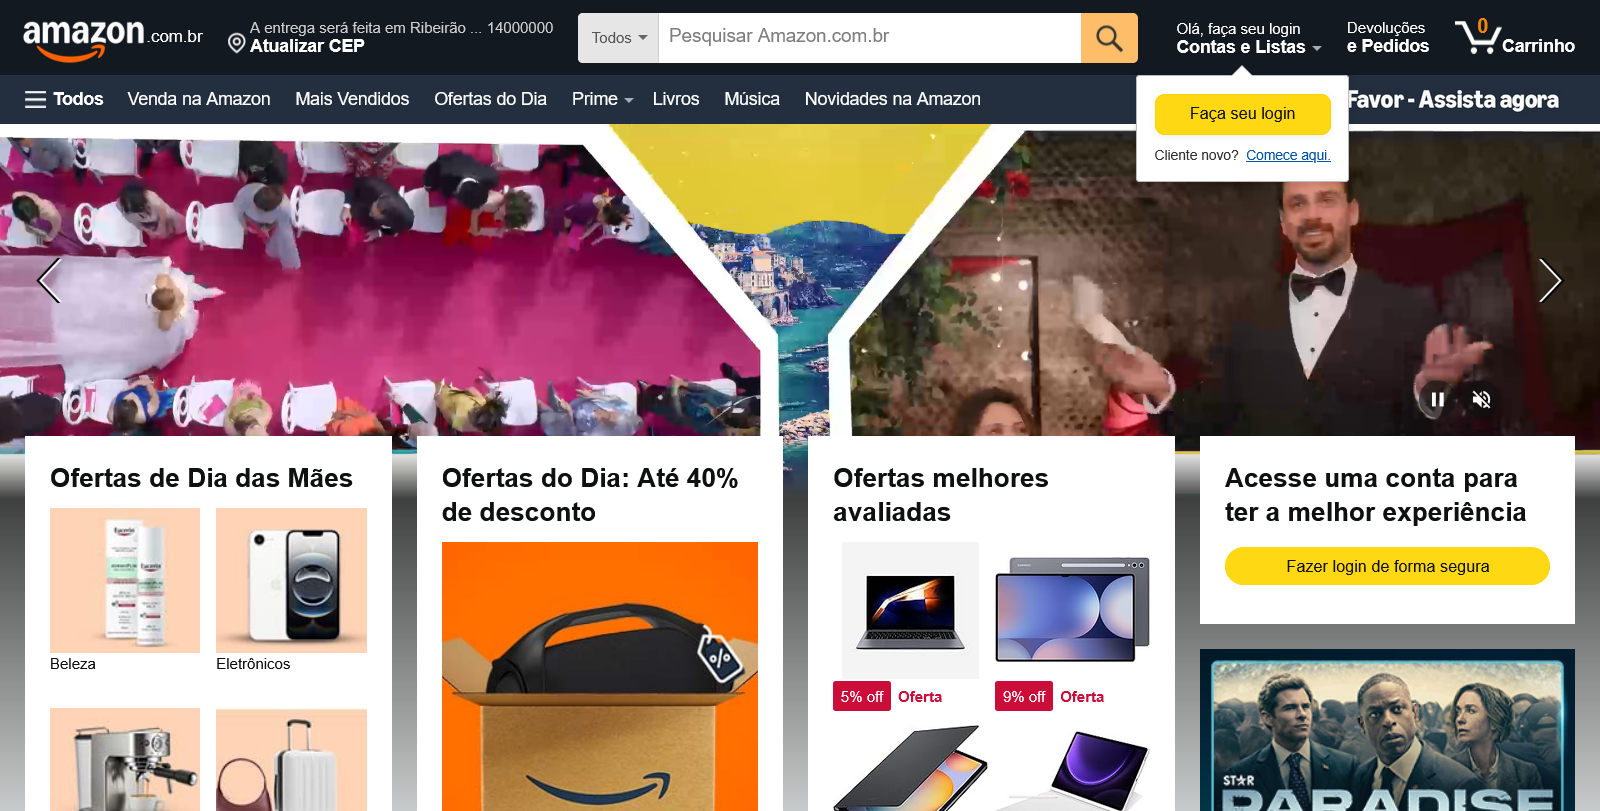 amazon.com.br
A entrega será feita em Ribeirão ... 14000000
Atualizar CEP
Todos
Pesquisar Amazon.com.br
Olá, faça seu login
Contas e Listas
Devoluções
e Pedidos
0
Carrinho
Todos
Venda na Amazon
Mais Vendidos
Ofertas do Dia
Prime
Livros
Música
Novidades na Amazon
Favor - Assista agora
Faça seu login
Cliente novo? Comece aqui.
Ofertas de Dia das Mães
Beleza
Eletrônicos
Ofertas do Dia: Até 40%
de desconto
%
Ofertas melhores
avaliadas
5% off
Oferta
9% off
Oferta
Acesse uma conta para
ter a melhor experiência
Fazer login de forma segura
Eucerin
Eucerin
STAR
PARADISE